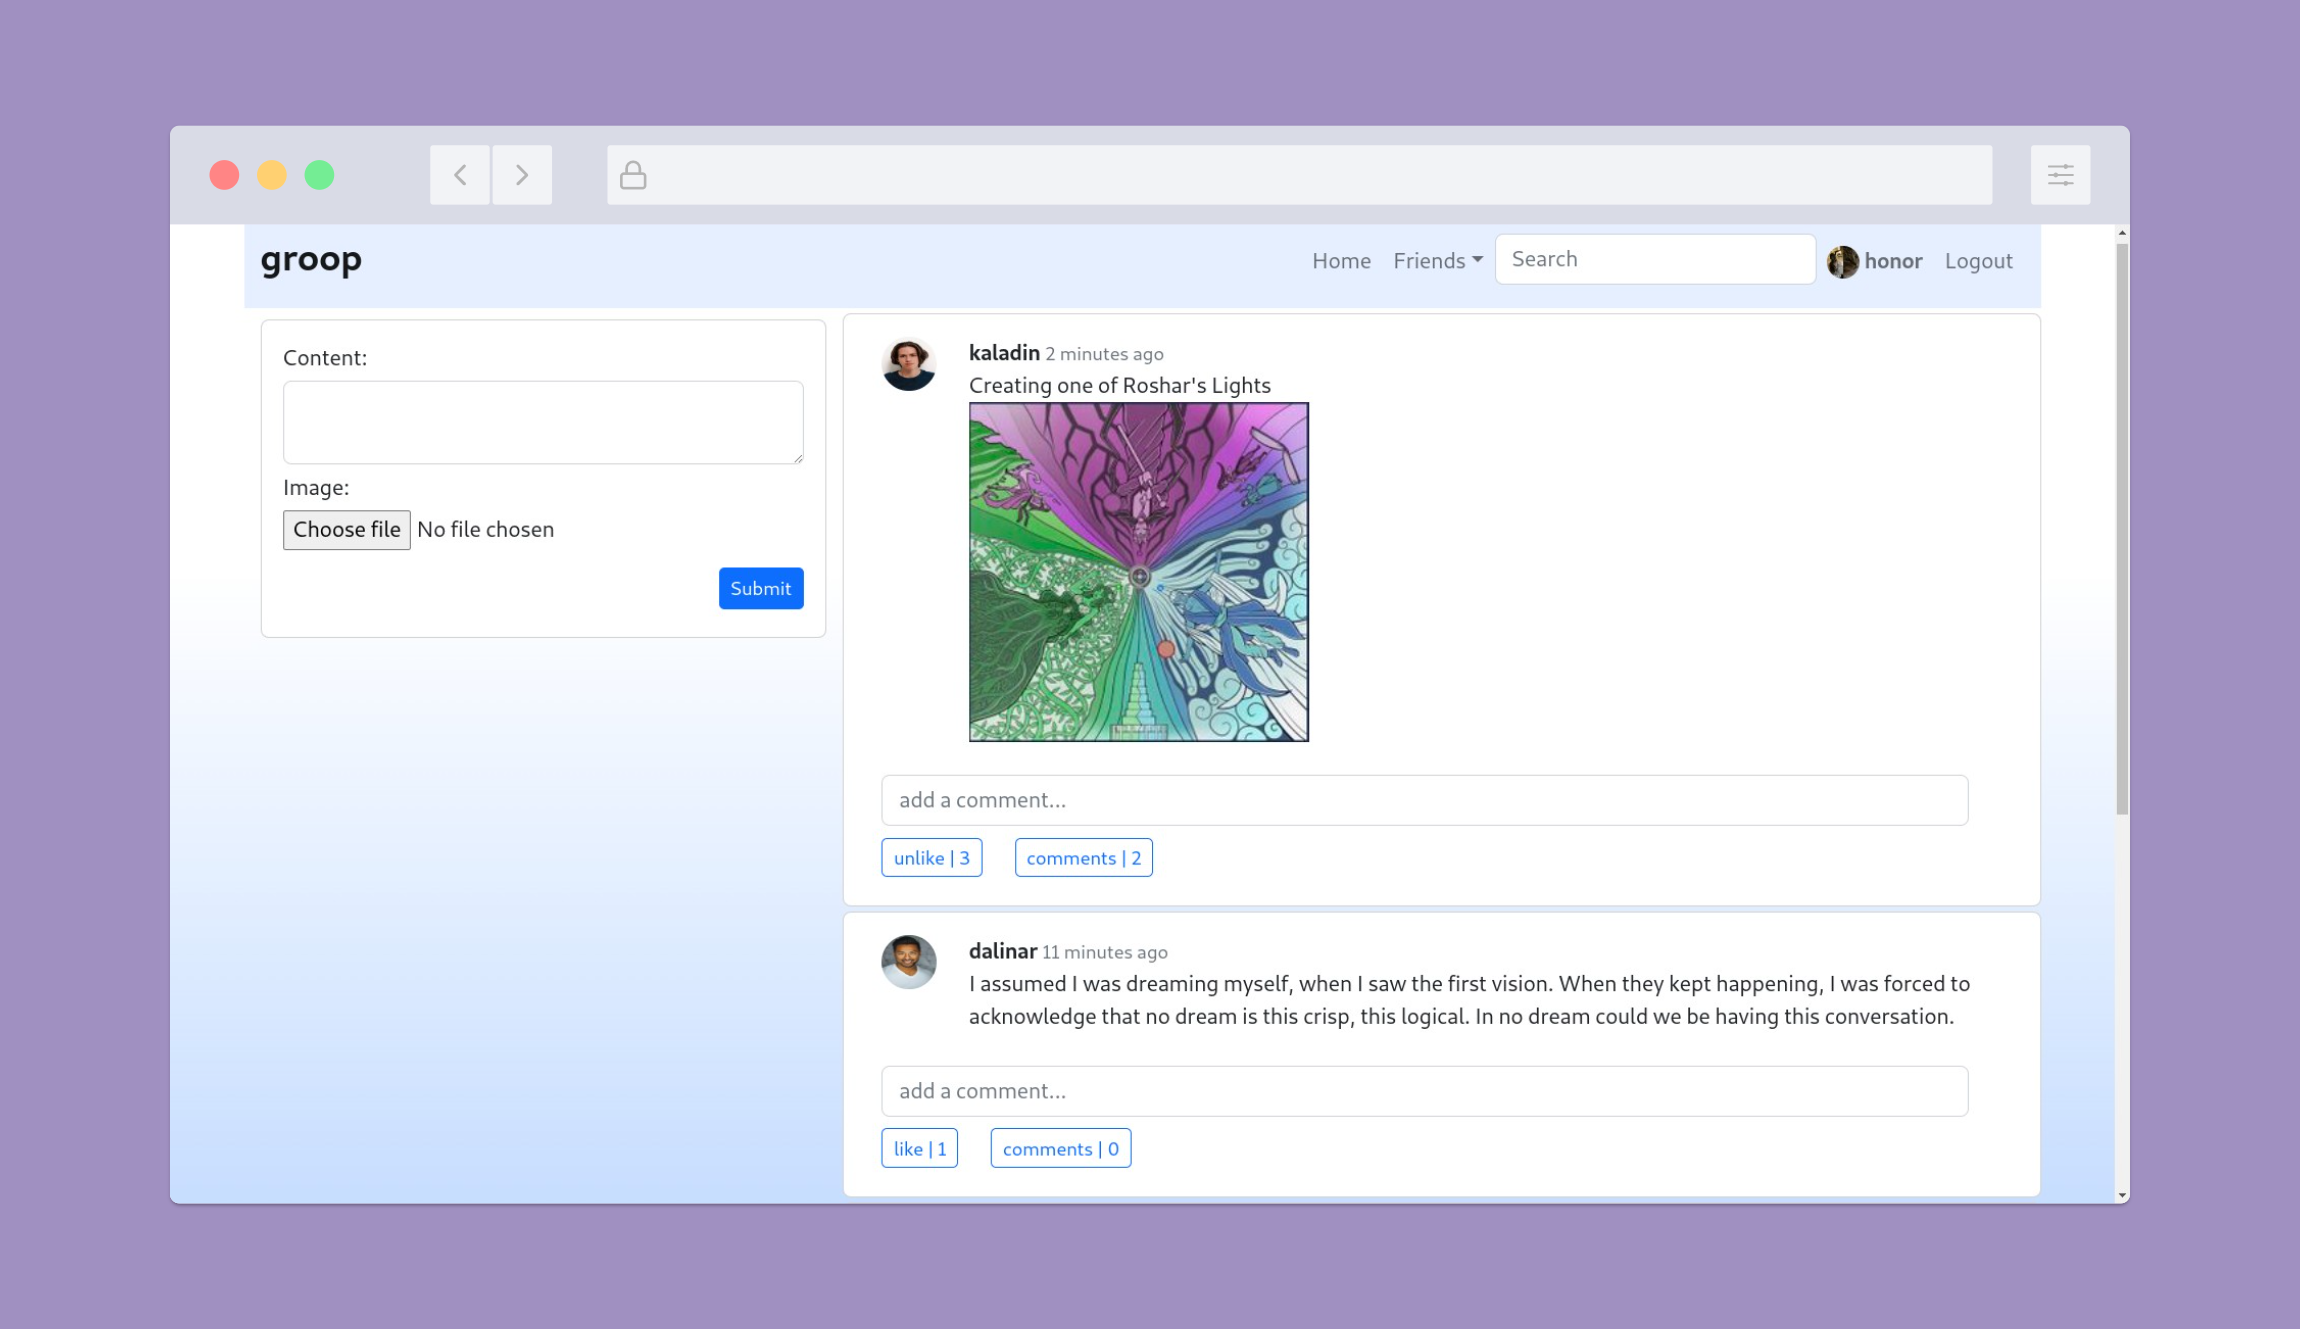 groop
Home Friends Search honor Logout
Content:
Image:
Choose file No file chosen
Submit
kaladin 2 minutes ago
Creating one of Roshar's Lights
add a comment...
unlike | 3 comments | 2
dalinar 11 minutes ago
I assumed I was dreaming myself, when I saw the first vision. When they kept happening, I was forced to
acknowledge that no dream is this crisp, this logical. In no dream could we be having this conversation.
add a comment...
like | 1 comments | 0